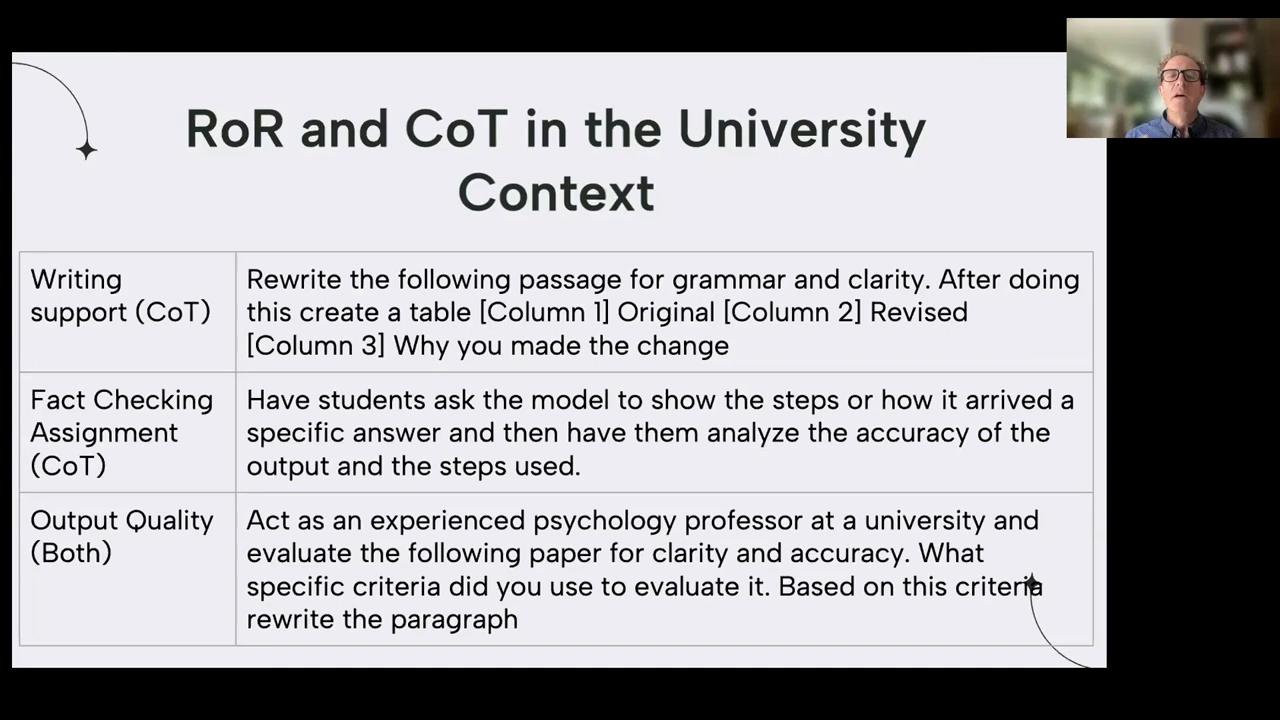 RoR and CoT in the University
Context
Writing
support (CoT)
Rewrite the following passage for grammar and clarity. After doing
this create a table [Column 1] Original [Column 2] Revised
[Column 3] Why you made the change
Fact Checking
Assignment
(CoT)
Have students ask the model to show the steps or how it arrived a
specific answer and then have them analyze the accuracy of the
output and the steps used.
Output Quality
(Both)
Act as an experienced psychology professor at a university and
evaluate the following paper for clarity and accuracy. What
specific criteria did you use to evaluate it. Based on this criteria
rewrite the paragraph